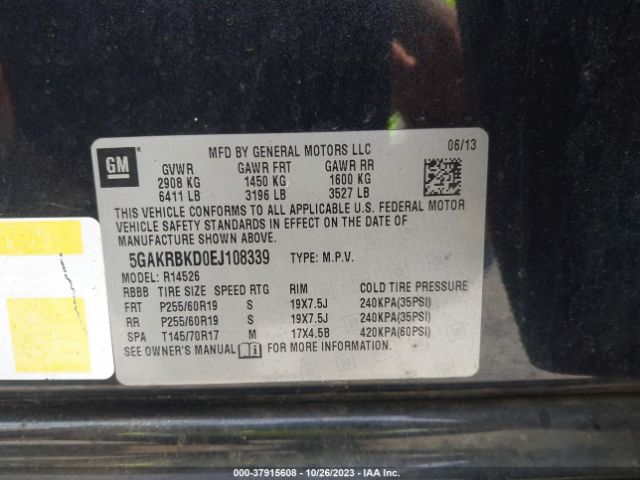 GM
MFD BY GENERAL MOTORS LLC 06/13
GVWR GAWR FRT GAWR RR
2908 KG 1450 KG 1600 KG
6411 LB 3196 LB 3527 LB
THIS VEHICLE CONFORMS TO ALL APPLICABLE U.S. FEDERAL MOTOR
VEHICLE SAFETY STANDARDS IN EFFECT ON THE DATE OF
MANUFACTURE SHOWN ABOVE.
5GAKRBKD0EJ108339 TYPE: M.P.V.
MODEL: R14526
RBBB TIRE SIZE SPEED RTG RIM COLD TIRE PRESSURE
FRT P255/60R19 S 19X7.5J 240KPA(35PSI)
RR P255/60R19 S 19X7.5J 240KPA(35PSI)
SPA T145/70R17 M 17X4.5B 420KPA(60PSI)
SEE OWNER'S MANUAL
000-37915608 - 10/26/2023 - IAA Inc.